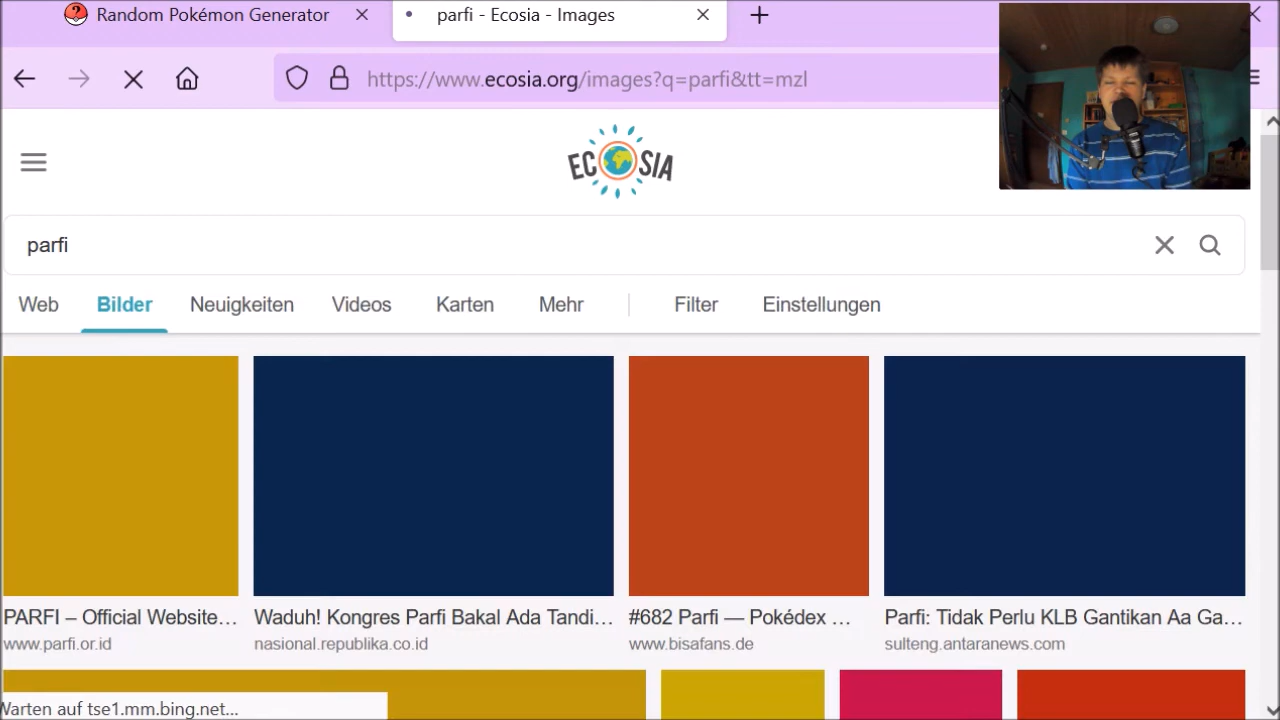 Random Pokémon Generator
parfi - Ecosia - Images
https://www.ecosia.org/images?q=parfi&tt=mzl
ECOSIA
parfi
Web Bilder Neuigkeiten Videos Karten Mehr Filter Einstellungen
PARFI – Official Website... Waduh! Kongres Parfi Bakal Ada Tandi... #682 Parfi — Pokédex ... Parfi: Tidak Perlu KLB Gantikan Aa Ga...
www.parfi.or.id nasional.republika.co.id www.bisafans.de sulteng.antaranews.com
Warten auf tse1.mm.bing.net...